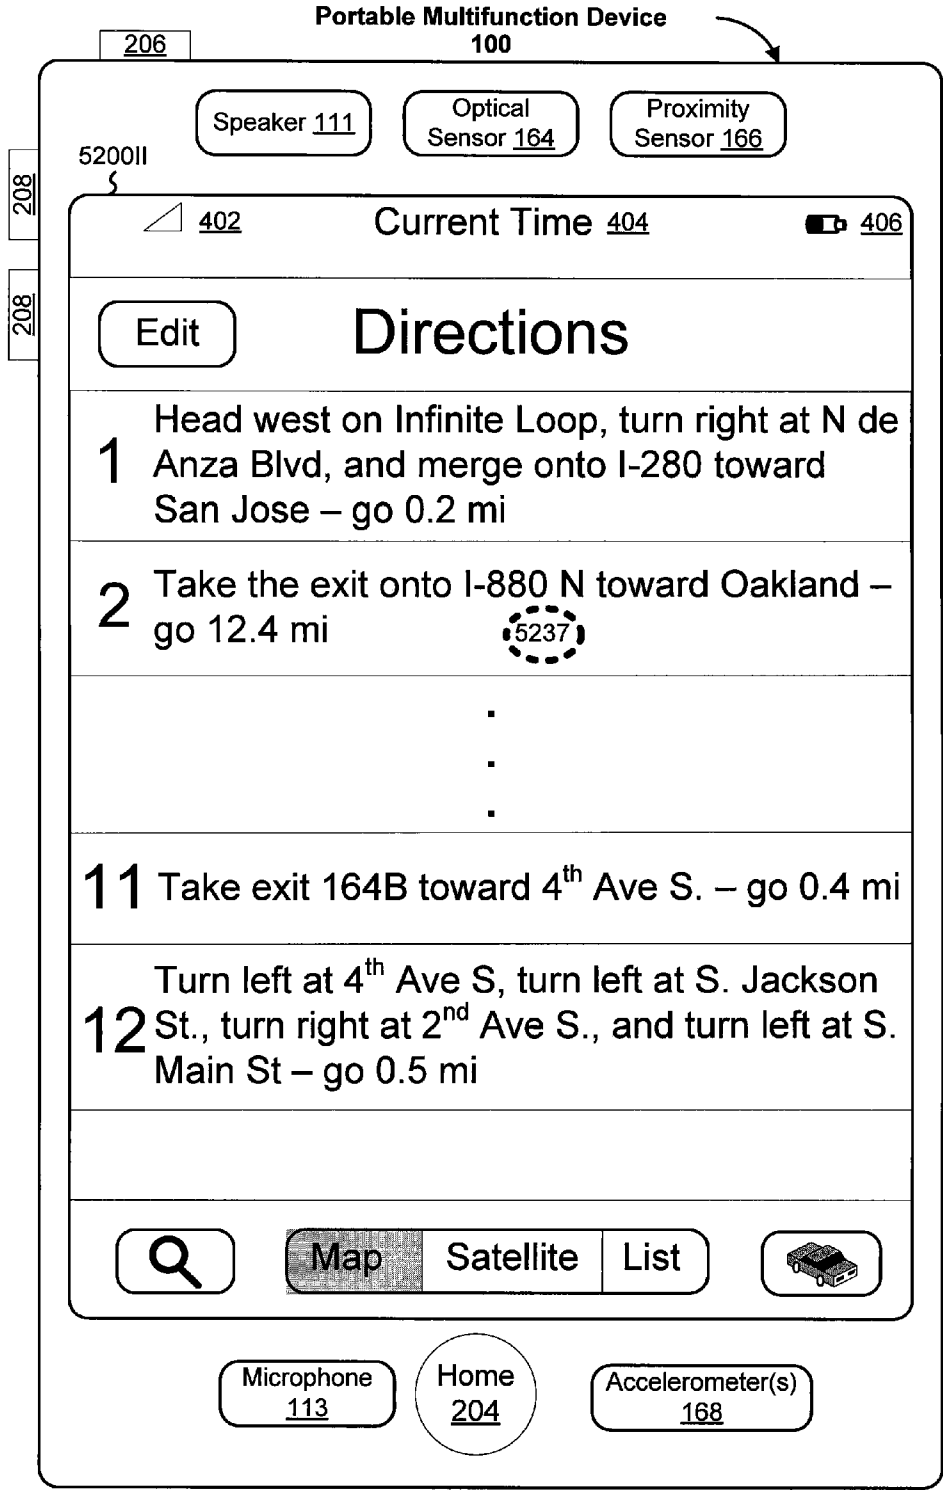 Portable Multifunction Device
100
206
Speaker 111
Optical
Sensor 164
Proximity
Sensor 166
5200II
208
208
402
Current Time 404
406
Edit
Directions
1
Head west on Infinite Loop, turn right at N de
Anza Blvd, and merge onto I-280 toward
San Jose – go 0.2 mi
2
Take the exit onto I-880 N toward Oakland –
go 12.4 mi
5237
.
.
.
11 Take exit 164B toward 4th Ave S. – go 0.4 mi
12
Turn left at 4th Ave S, turn left at S. Jackson
St., turn right at 2nd Ave S., and turn left at S.
Main St – go 0.5 mi
Map
Satellite
List
Microphone
113
Home
204
Accelerometer(s)
168